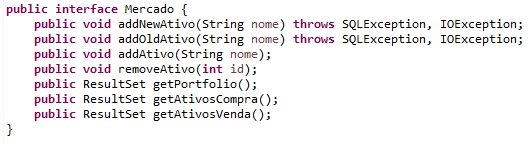 public interface Mercado {
public void addNewAtivo(String nome) throws SQLException, IOException;
public void addOldAtivo(String nome) throws SQLException, IOException;
public void addAtivo(String nome);
public void removeAtivo(int id);
public ResultSet getPortfolio();
public ResultSet getAtivosCompra();
public ResultSet getAtivosVenda();
}